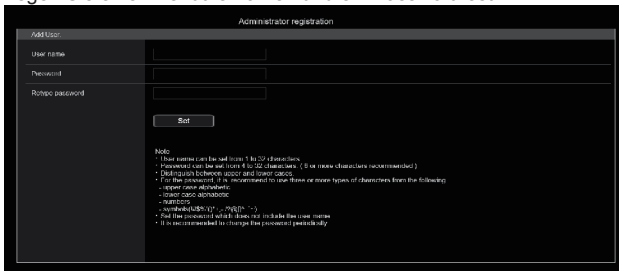 Administrator registration
Add User.
User name
Password
Retype password
Set
Note
· User name can be set from 1 to 32 characters.
· Password can be set from 4 to 32 characters. ( 8 or more characters recommended )
· Distinguish between upper and lower cases.
· For the password, it is recommend to use three or more types of characters from the following
- upper case alphabetic
- lower case alphabetic
- numbers
· Set the password which does not include the user name
· It is recommended to change the password periodically